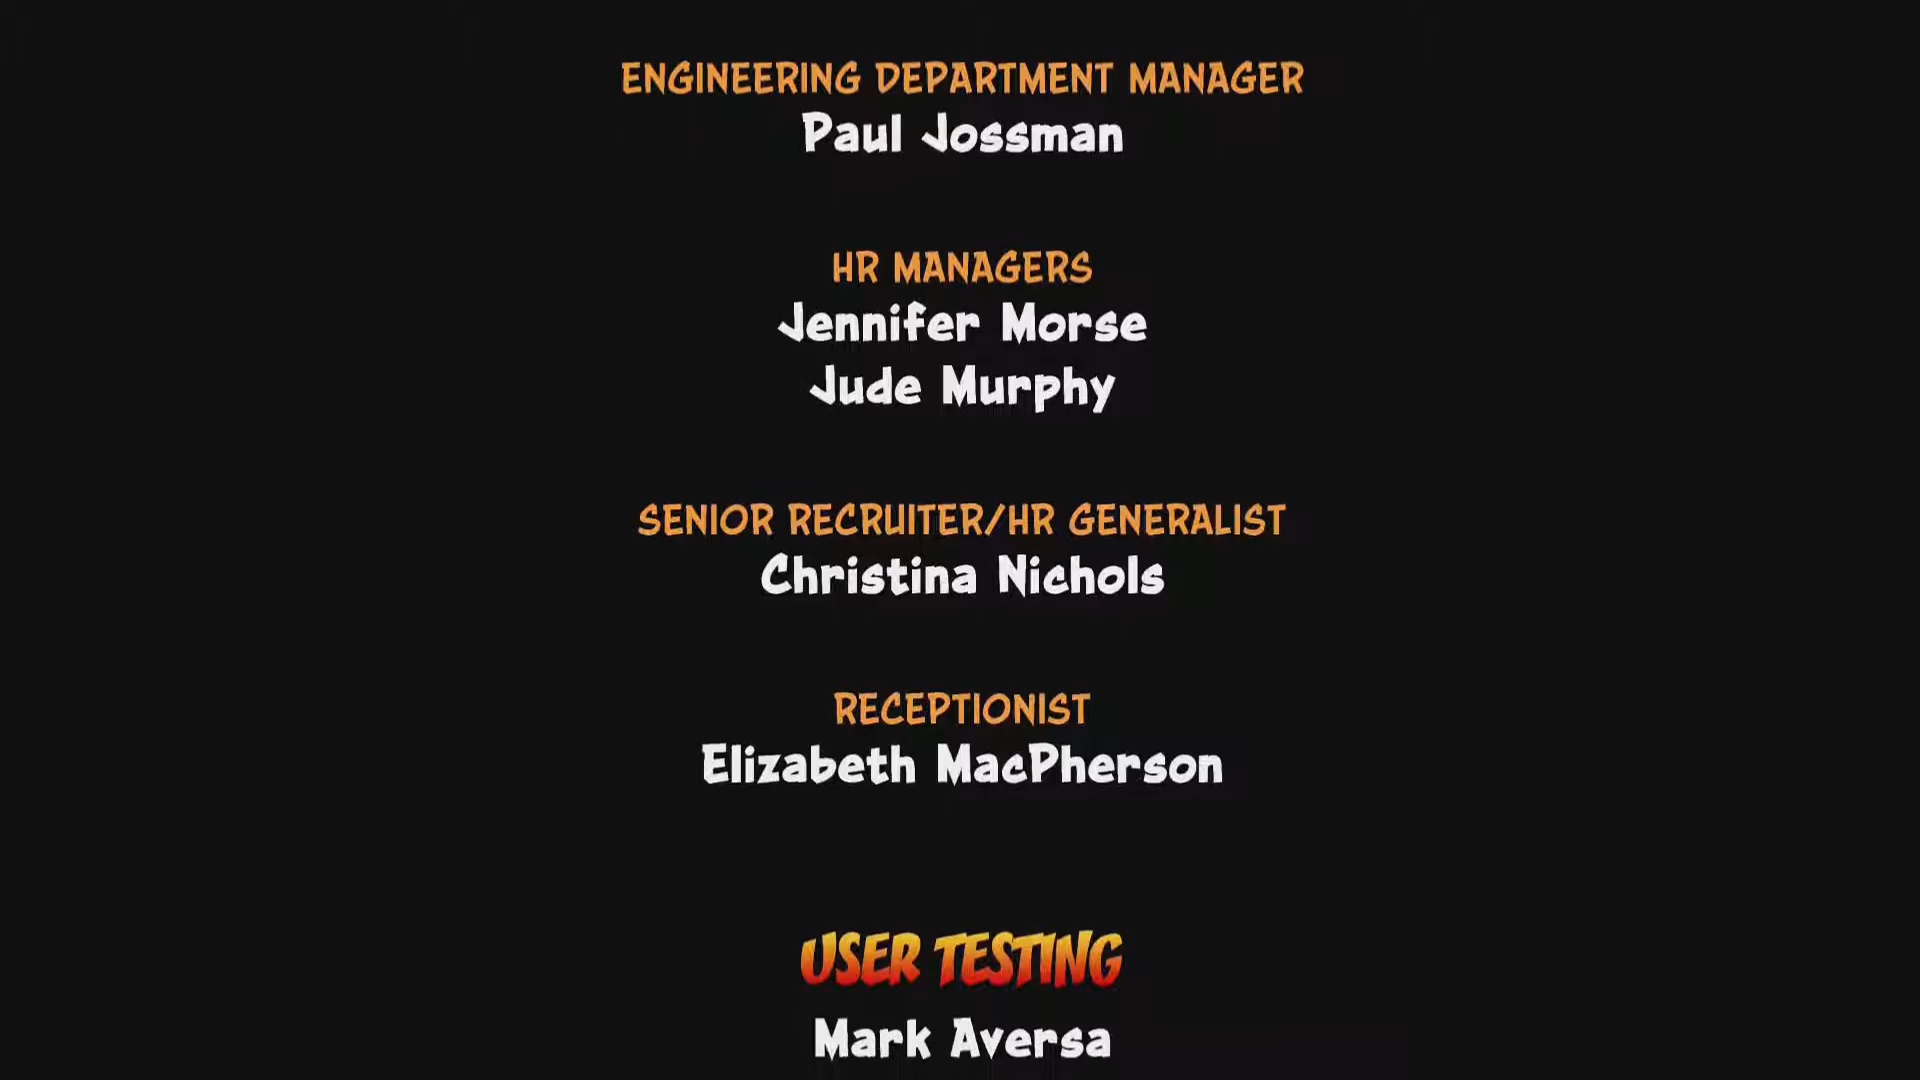 ENGINEERING DEPARTMENT MANAGER
Paul Jossman
HR MANAGERS
Jennifer Morse
Jude Murphy
SENIOR RECRUITER/HR GENERALIST
Christina Nichols
RECEPTIONIST
Elizabeth MacPherson
USER TESTING
Mark Aversa